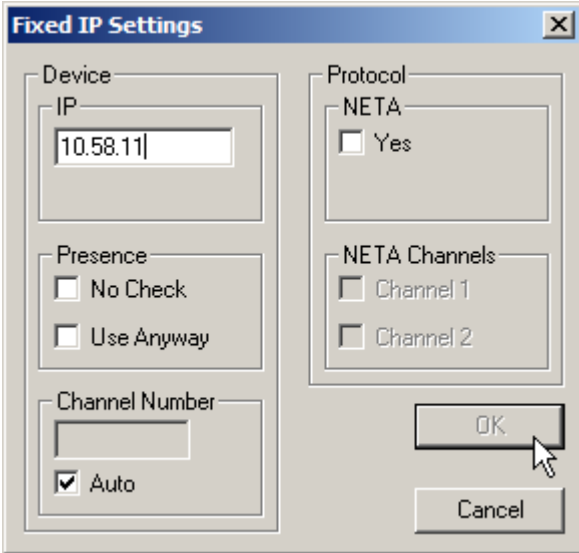 Fixed IP Settings
Device
IP
10.58.11
Presence
No Check
Use Anyway
Channel Number
Auto
Protocol
NETA
Yes
NETA Channels
Channel 1
Channel 2
OK
Cancel